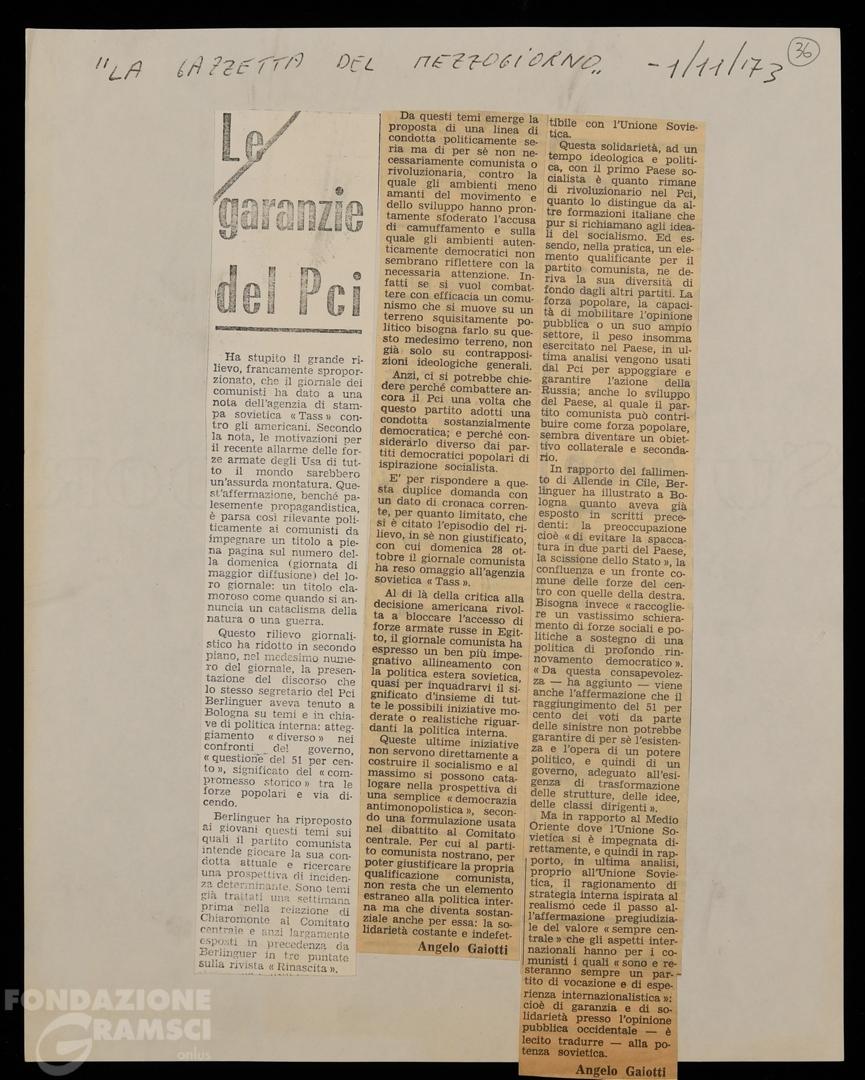 "LA GAZZETTA DEL MEZZOGIORNO" - 1/11/73
36
Le
garanzie
del Pci
Ha stupito il grande ri-
lievo, francamente spropor-
zionato, che il giornale dei
comunisti ha dato a una
nota dell'agenzia di stam-
pa sovietica « Tass » con-
tro gli americani. Secondo
la nota, le motivazioni per
il recente allarme delle for-
ze armate degli Usa di tut-
to il mondo sarebbero
un'assurda montatura. Que-
st'affermazione, benché pa-
lesemente propagandistica,
è parsa così rilevante poli-
ticamente ai comunisti da
impegnare un titolo a pie-
na pagina sul numero del-
la domenica (giornata di
maggior diffusione) del lo-
ro giornale: un titolo cla-
moroso come quando si an-
nuncia un cataclisma della
natura o una guerra.
Questo rilievo giornali-
stico ha ridotto in secondo
piano, nel medesimo nume-
ro del giornale, la presen-
tazione del discorso che
lo stesso segretario del Pci
Berlinguer aveva tenuto a
Bologna su temi e in chia-
ve di politica interna: atteg-
giamento « diverso » nei
confronti del governo,
« questione del 51 per cen-
to », significato del « com-
promesso storico » tra le
forze popolari e via di-
cendo.
Berlinguer ha riproposto
ai giovani questi temi sui
quali il partito comunista
intende giocare la sua con-
dotta attuale e ricercare
una prospettiva di inciden-
za determinante. Sono temi
già trattati una settimana
prima nella relazione di
Chiaromonte al Comitato
centrale e anzi largamente
esposti in precedenza da
Berlinguer in tre puntate
sulla rivista « Rinascita ».
Da questi temi emerge la
proposta di una linea di
condotta politicamente se-
ria ma di per sè non ne-
cessariamente comunista o
rivoluzionaria, contro la
quale gli ambienti meno
amanti del movimento e
dello sviluppo hanno pron-
tamente sfoderato l'accusa
di camuffamento e sulla
quale gli ambienti auten-
ticamente democratici non
sembrano riflettere con la
necessaria attenzione. In-
fatti se si vuol combat-
tere con efficacia un comu-
nismo che si muove su un
terreno squisitamente po-
litico bisogna farlo su que-
sto medesimo terreno, non
già solo su contrapposi-
zioni ideologiche generali.
Anzi, ci si potrebbe chie-
dere perché combattere an-
cora il Pci una volta che
questo partito adotti una
condotta sostanzialmente
democratica; e perché con-
siderarlo diverso dai par-
titi democratici popolari di
ispirazione socialista.
E' per rispondere a que-
sta duplice domanda con
un dato di cronaca corren-
te, per quanto limitato, che
si è citato l'episodio del ri-
lievo, in sè non giustificato,
con cui domenica 28 ot-
tobre il giornale comunista
ha reso omaggio all'agenzia
sovietica « Tass ».
Al di là della critica alla
decisione americana rivol-
ta a bloccare l'accesso di
forze armate russe in Egit-
to, il giornale comunista ha
espresso un ben più impe-
gnativo allineamento con
la politica estera sovietica,
quasi per inquadrarvi il si-
gnificato d'insieme di tut-
te le possibili iniziative mo-
derate o realistiche riguar-
danti la politica interna.
Queste ultime iniziative
non servono direttamente a
costruire il socialismo e al
massimo si possono cata-
logare nella prospettiva di
una semplice « democrazia
antimonopolistica », secon-
do una formulazione usata
nel dibattito al Comitato
centrale. Per cui al parti-
to comunista nostrano, per
poter giustificare la propria
qualificazione comunista,
non resta che un elemento
estraneo alla politica inter-
na ma che diventa sostan-
ziale anche per essa: la so-
lidarietà costante e indefet-
Angelo Gaiotti
tibile con l'Unione Sovie-
tica.
Questa solidarietà, ad un
tempo ideologica e politi-
ca, con il primo Paese so-
cialista è quanto rimane
di rivoluzionario nel Pci,
quanto lo distingue da al-
tre formazioni italiane che
pur si richiamano agli idea-
li del socialismo. Ed es-
sendo, nella pratica, un ele-
mento qualificante per il
partito comunista, ne de-
riva la sua diversità di
fondo dagli altri partiti. La
forza popolare, la capaci-
tà di mobilitare l'opinione
pubblica o un suo ampio
settore, il peso insomma
esercitato nel Paese, in ul-
tima analisi vengono usati
dal Pci per appoggiare e
garantire l'azione della
Russia; anche lo sviluppo
del Paese, al quale il par-
tito comunista può contri-
buire come forza popolare,
sembra diventare un obiet-
tivo collaterale e seconda-
rio.
In rapporto del fallimen-
to di Allende in Cile, Ber-
linguer ha illustrato a Bo-
logna quanto aveva già
esposto in scritti prece-
denti: la preoccupazione
cioè « di evitare la spacca-
tura in due parti del Paese,
la scissione dello Stato », la
confluenza e un fronte co-
mune delle forze del cen-
tro con quelle della destra.
Bisogna invece « raccoglie-
re un vastissimo schiera-
mento di forze sociali e po-
litiche a sostegno di una
politica di profondo rin-
novamento democratico ».
« Da questa consapevolez-
za — ha aggiunto — viene
anche l'affermazione che il
raggiungimento del 51 per
cento dei voti da parte
delle sinistre non potrebbe
garantire di per sè l'esisten-
za e l'opera di un potere
politico, e quindi di un
governo, adeguato all'esi-
genza di trasformazione
delle strutture, delle idee,
delle classi dirigenti ».
Ma in rapporto al Medio
Oriente dove l'Unione So-
vietica si è impegnata di-
rettamente, e quindi in rap-
porto, in ultima analisi,
proprio all'Unione Sovie-
tica, il ragionamento di
strategia interna ispirata al
realismo cede il passo al-
l'affermazione pregiudizia-
le del valore « sempre cen-
trale » che gli aspetti inter-
nazionali hanno per i co-
munisti i quali « sono e re-
steranno sempre un par-
tito di vocazione e di espe-
rienza internazionalistica »:
cioè di garanzia e di so-
lidarietà presso l'opinione
pubblica occidentale — è
lecito tradurre — alla po-
tenza sovietica.
Angelo Gaiotti
FONDAZIONE
GRAMSCI
onlus